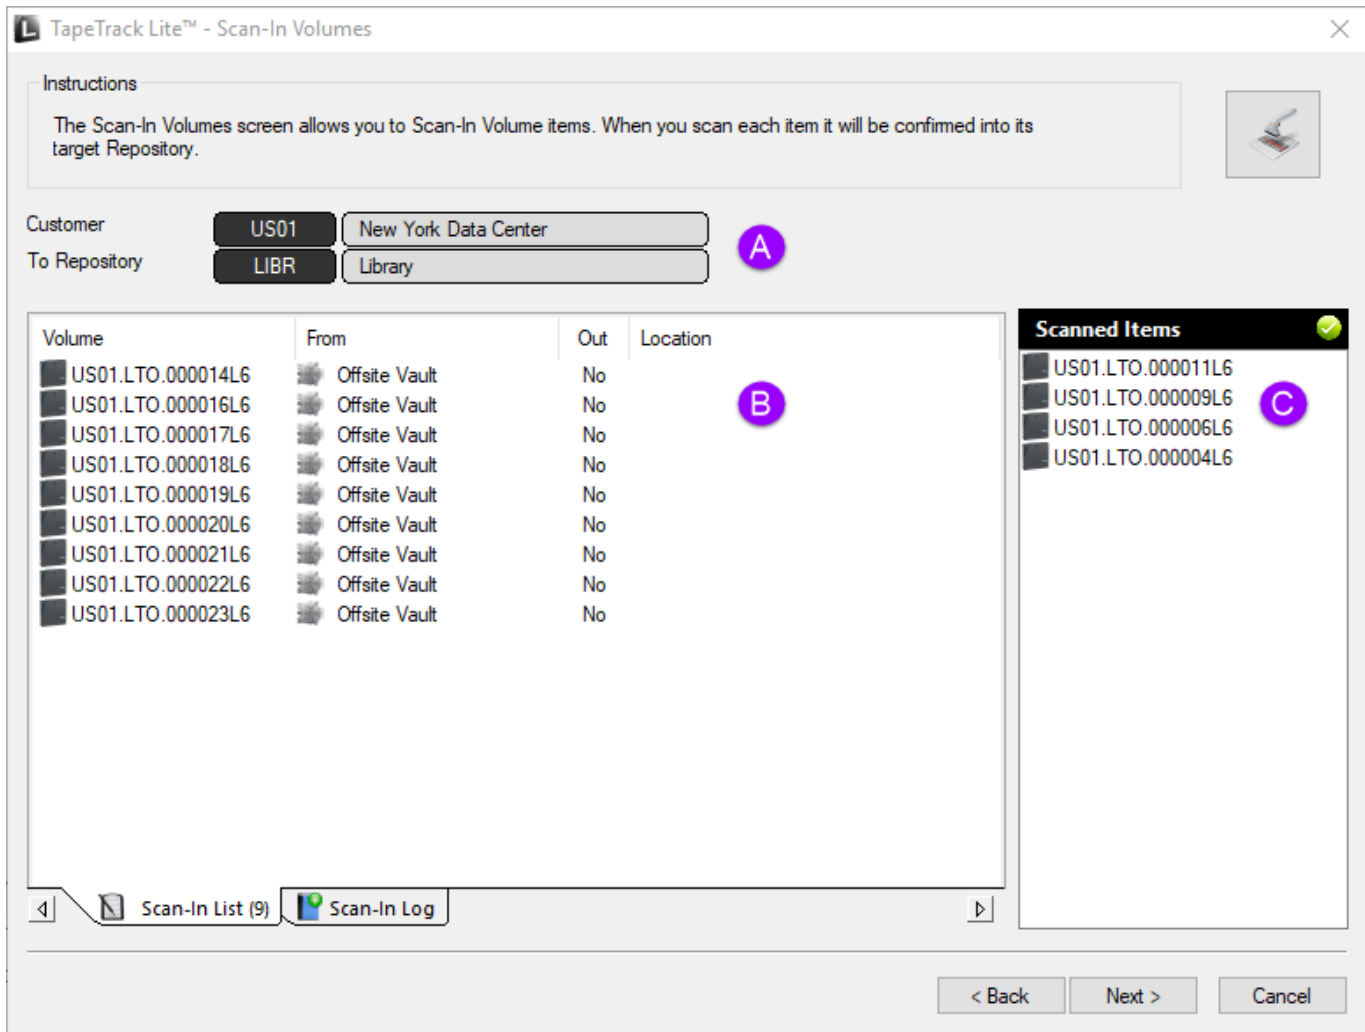 TapeTrack Lite™ - Scan-In Volumes
Instructions
The Scan-In Volumes screen allows you to Scan-In Volume items. When you scan each item it will be confirmed into its
target Repository.
Customer US01 New York Data Center
To Repository LIBR Library
A
Volume From Out Location
US01.LTO.000014L6 Offsite Vault No
US01.LTO.000016L6 Offsite Vault No
US01.LTO.000017L6 Offsite Vault No
US01.LTO.000018L6 Offsite Vault No
US01.LTO.000019L6 Offsite Vault No
US01.LTO.000020L6 Offsite Vault No
US01.LTO.000021L6 Offsite Vault No
US01.LTO.000022L6 Offsite Vault No
US01.LTO.000023L6 Offsite Vault No
B
Scanned Items
US01.LTO.000011L6
US01.LTO.000009L6
US01.LTO.000006L6
US01.LTO.000004L6
C
Scan-In List (9) Scan-In Log
< Back Next > Cancel